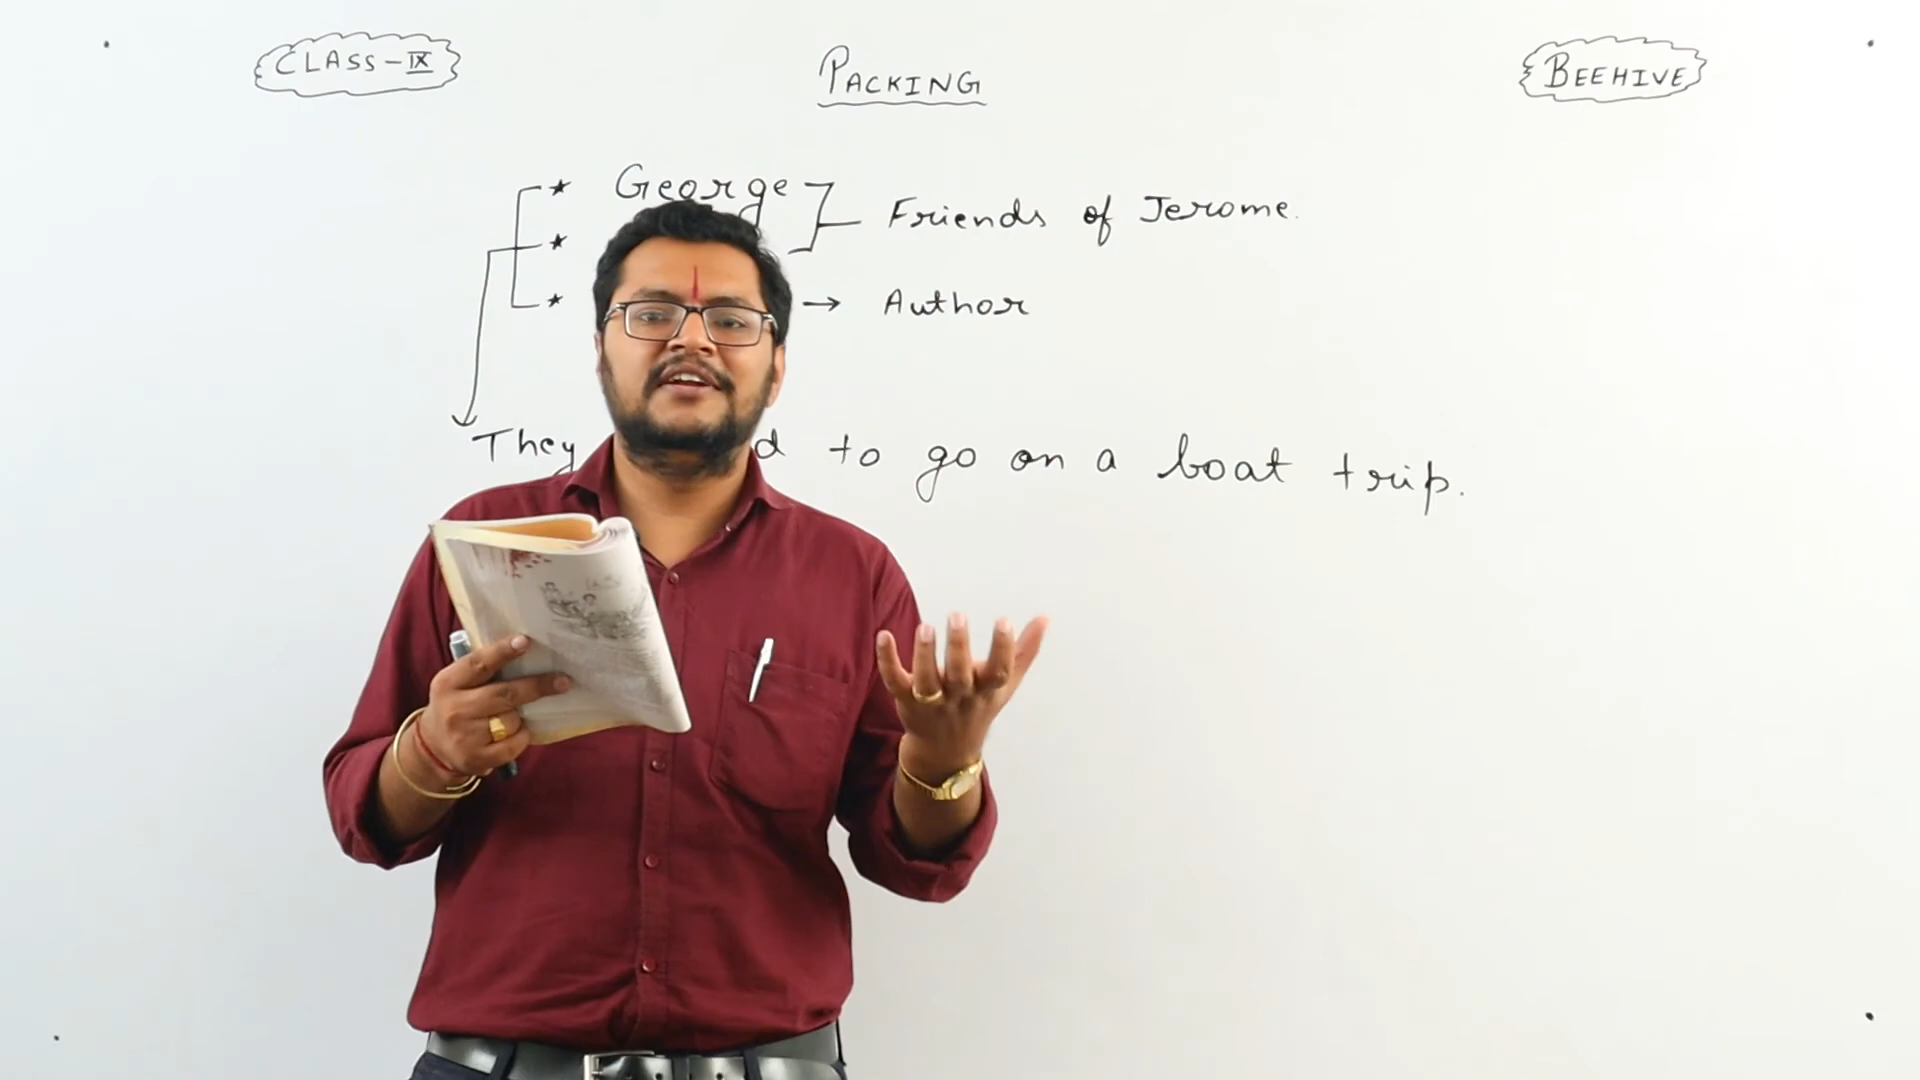 CLASS-IX
PACKING
BEEHIVE
★ George
Friends of Jerome.
★
★ → Author
They d to go on a boat trip.